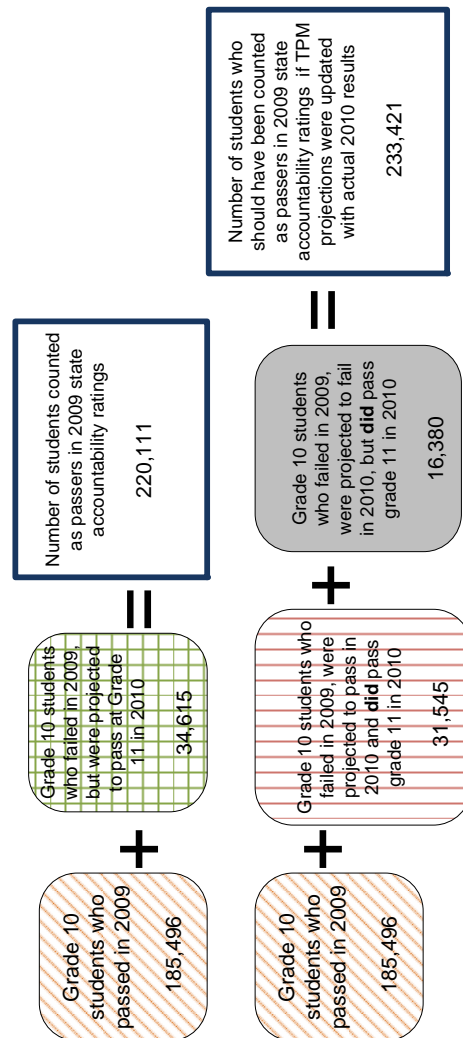 Grade 10
students who
passed in 2009
185,496
+
Grade 10 students
who failed in 2009,
but were projected
to pass at Grade
11 in 2010
34,615
=
Number of students counted
as passers in 2009 state
accountability ratings
220,111
Grade 10
students who
passed in 2009
185,496
+
Grade 10 students who
failed in 2009, were
projected to pass in
2010 and did pass
grade 11 in 2010
31,545
+
Grade 10 students
who failed in 2009,
were projected to fail
in 2010, but did pass
grade 11 in 2010
16,380
=
Number of students who
should have been counted
as passers in 2009 state
accountability ratings if TPM
projections were updated
with actual 2010 results
233,421